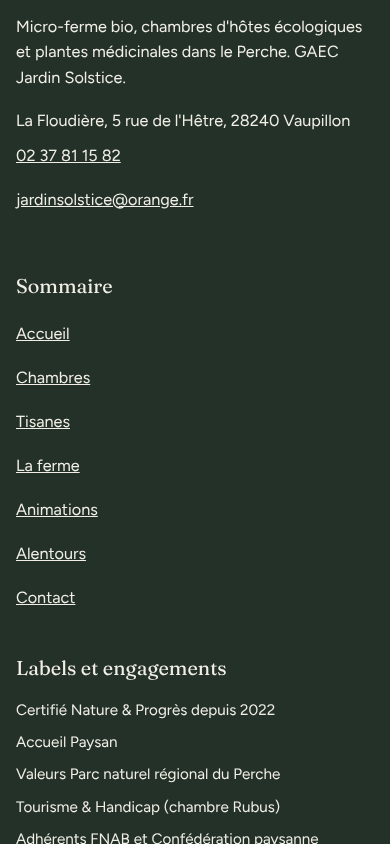 Micro-ferme bio, chambres d'hôtes écologiques
et plantes médicinales dans le Perche. GAEC
Jardin Solstice.
La Floudière, 5 rue de l'Hêtre, 28240 Vaupillon
02 37 81 15 82
jardinsolstice@orange.fr
Sommaire
Accueil
Chambres
Tisanes
La ferme
Animations
Alentours
Contact
Labels et engagements
Certifié Nature & Progrès depuis 2022
Accueil Paysan
Valeurs Parc naturel régional du Perche
Tourisme & Handicap (chambre Rubus)
Adhérents FNAB et Confédération paysanne